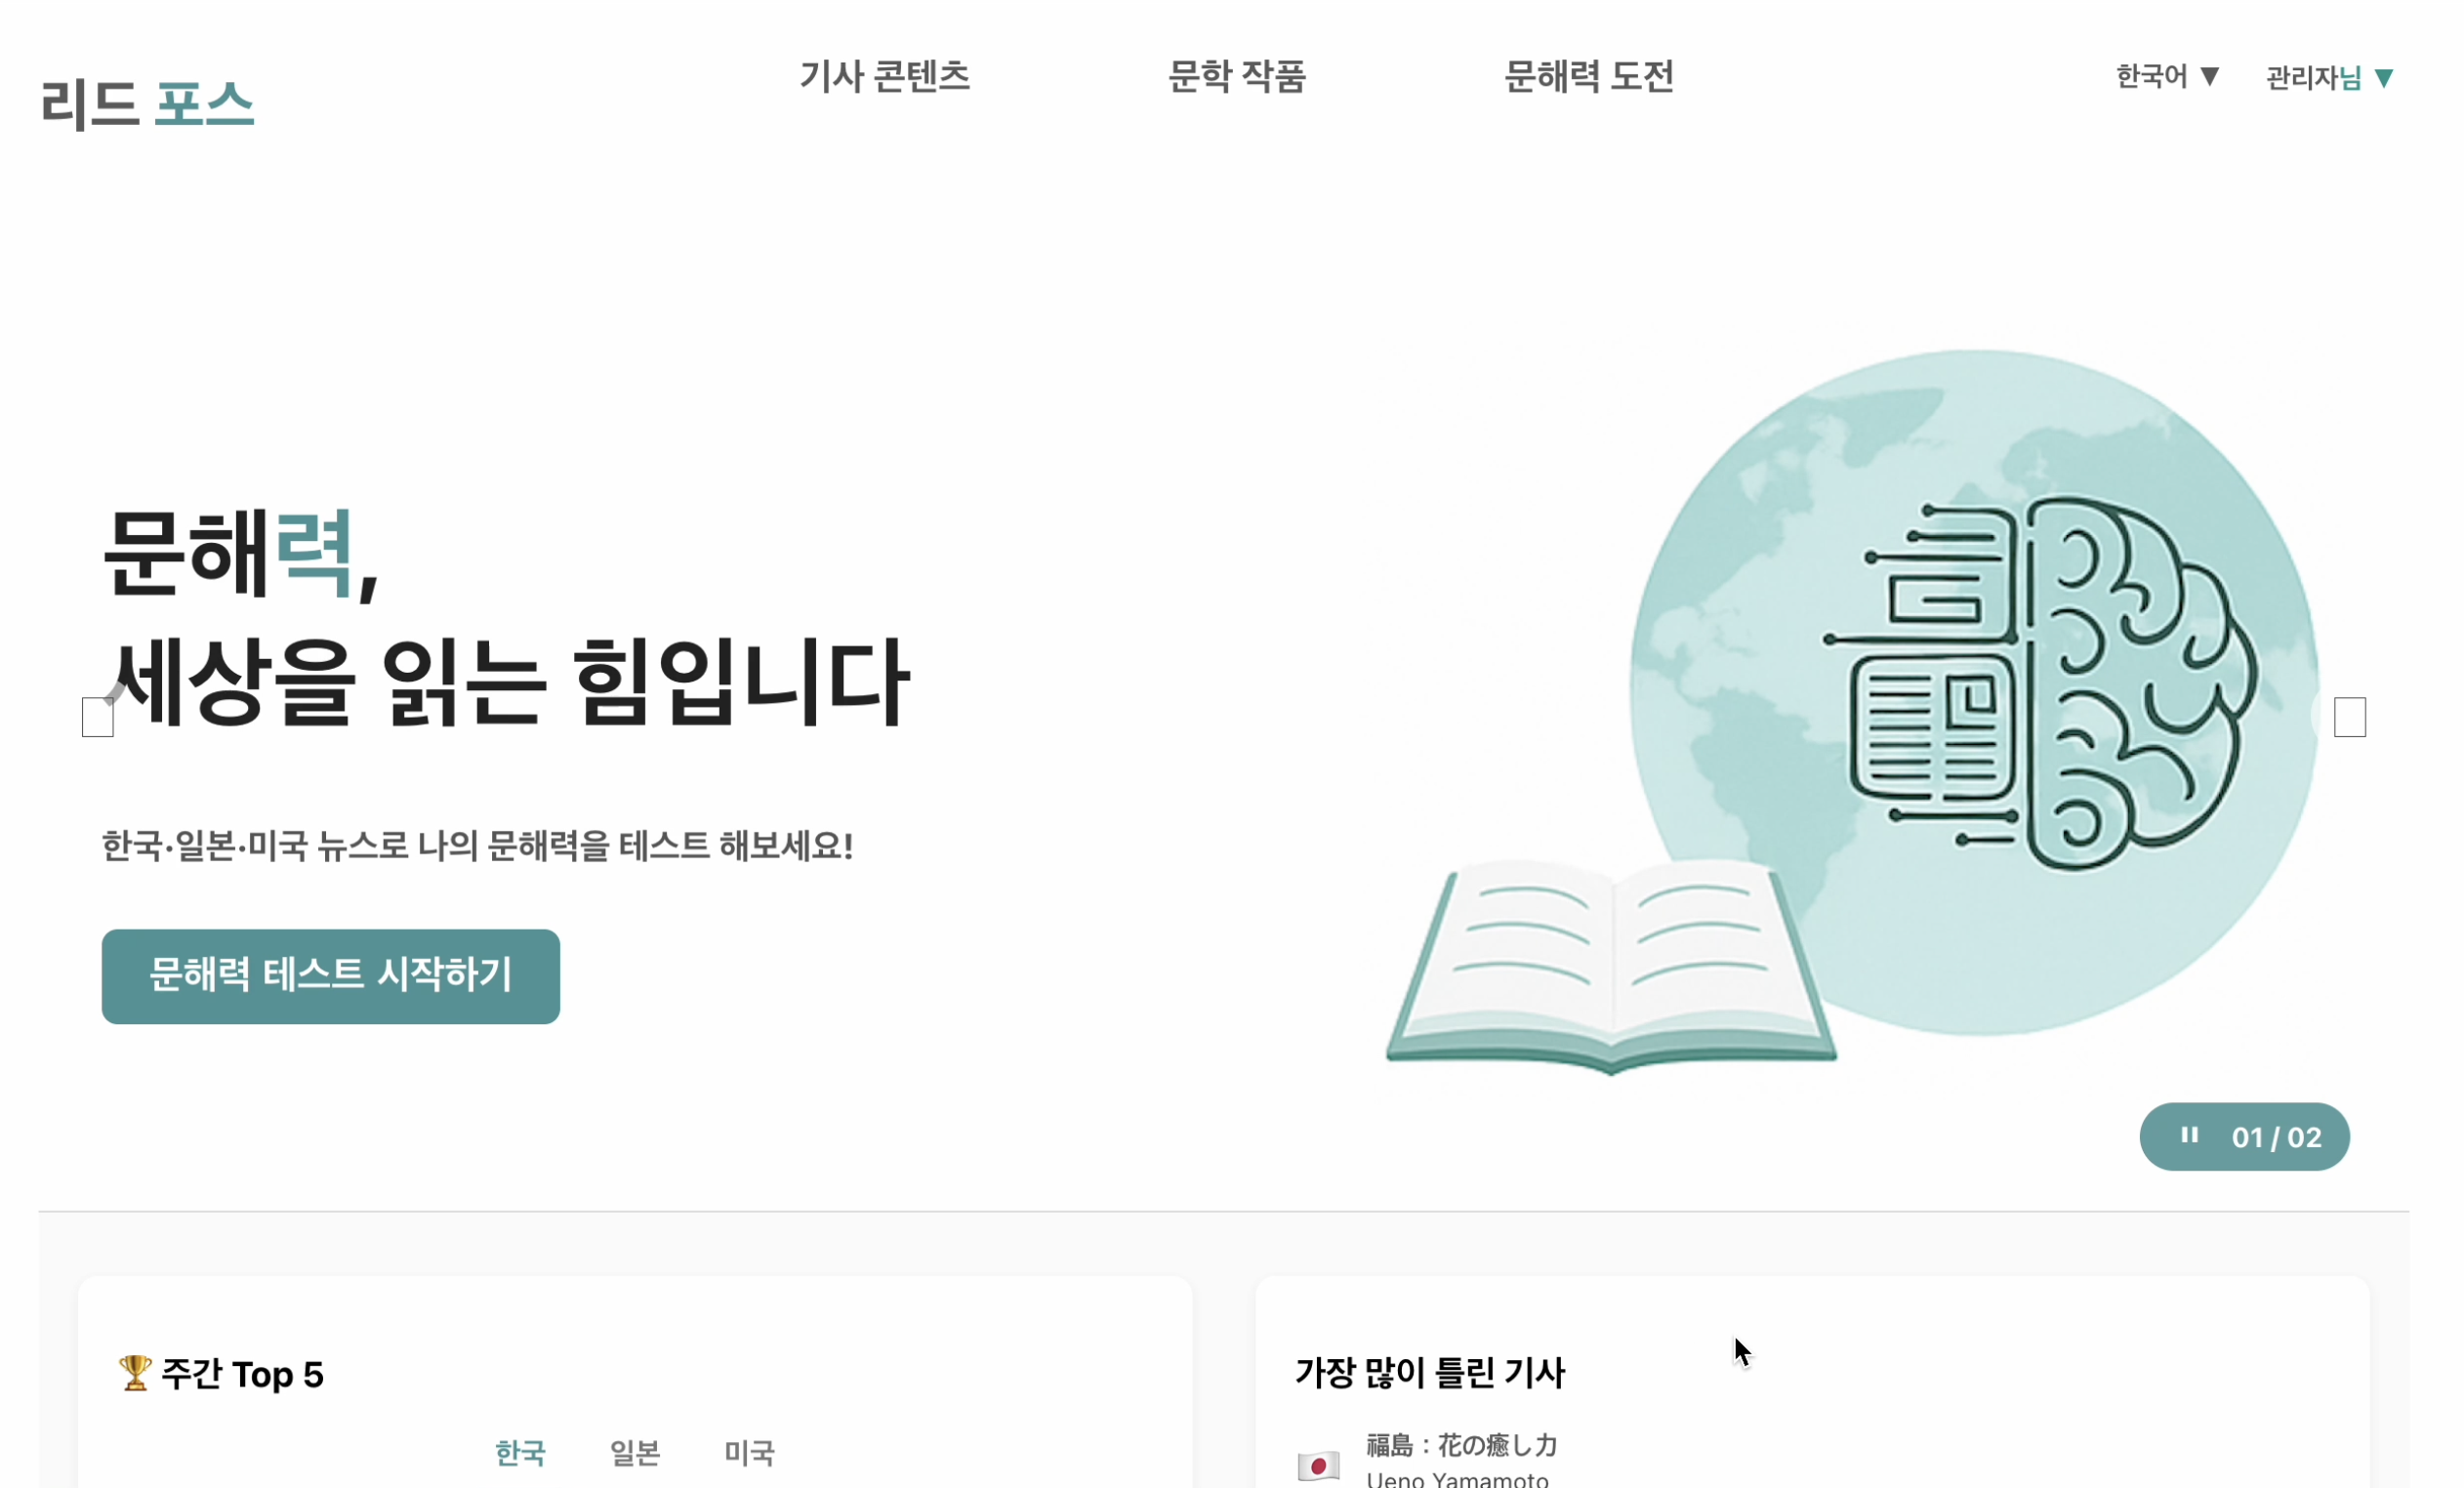 리드 포스
기사 콘텐츠
문학 작품
문해력 도전
한국어 ▼
관리자님 ▼
문해력,
세상을 읽는 힘입니다
한국·일본·미국 뉴스로 나의 문해력을 테스트 해보세요!
문해력 테스트 시작하기
01 / 02
🏆 주간 Top 5
한국 일본 미국
가장 많이 틀린 기사
福島：花の癒し力
Ueno Yamamoto